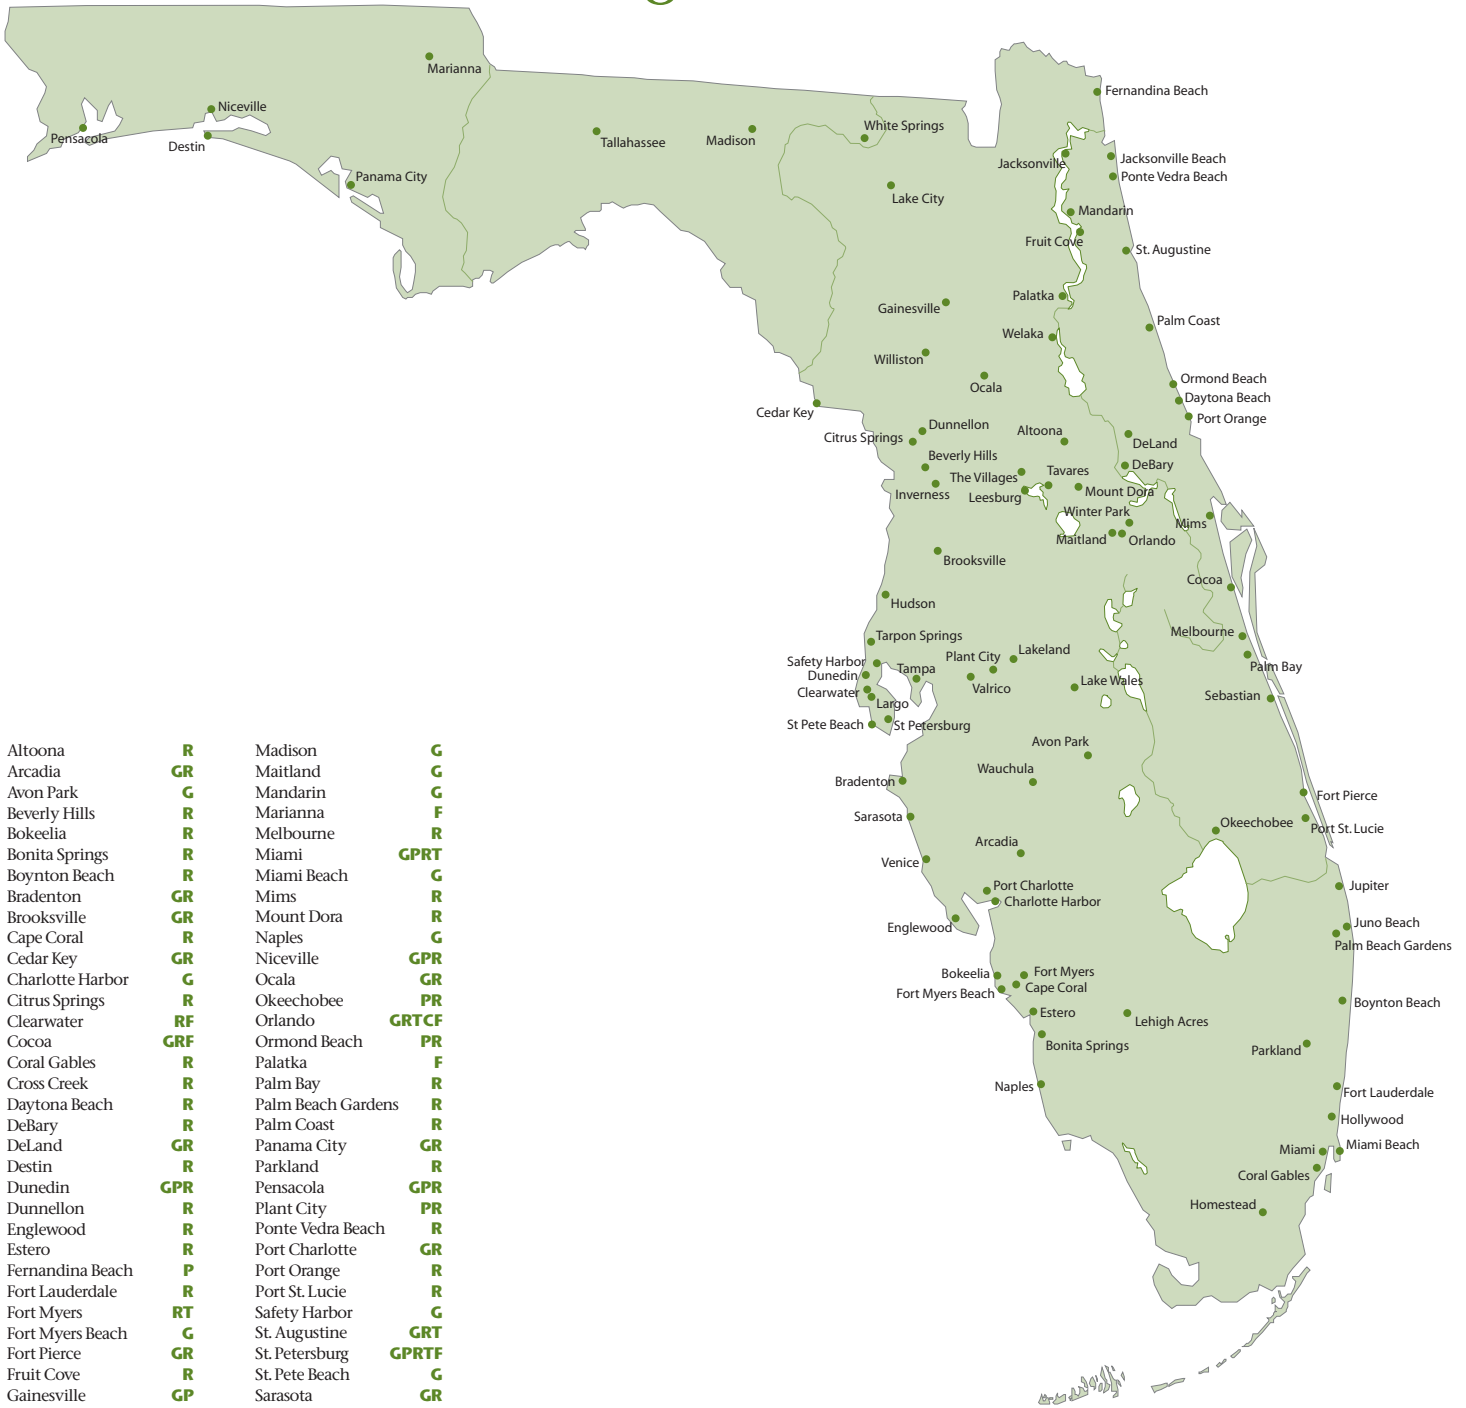 Marianna
Fernandina Beach
Niceville
Pensacola
Destin
Tallahassee
Madison
White Springs
Jacksonville
Jacksonville Beach
Ponte Vedra Beach
Panama City
Lake City
Mandarin
Fruit Cove
St. Augustine
Gainesville
Palatka
Palm Coast
Welaka
Williston
Ocala
Ormond Beach
Daytona Beach
Port Orange
Cedar Key
Dunnellon
Citrus Springs
Altoona
DeLand
Beverly Hills
DeBary
The Villages
Tavares
Inverness
Leesburg
Mount Dora
Winter Park
Mims
Maitland
Orlando
Brooksville
Cocoa
Hudson
Tarpon Springs
Melbourne
Safety Harbor
Dunedin
Tampa
Plant City
Lakeland
Palm Bay
Clearwater
Valrico
Lake Wales
Largo
Sebastian
St Pete Beach
St Petersburg
Avon Park
Wauchula
Bradenton
Fort Pierce
Sarasota
Okeechobee
Port St. Lucie
Arcadia
Venice
Port Charlotte
Charlotte Harbor
Jupiter
Englewood
Juno Beach
Palm Beach Gardens
Bokeelia
Fort Myers
Cape Coral
Fort Myers Beach
Boynton Beach
Estero
Lehigh Acres
Bonita Springs
Parkland
Naples
Fort Lauderdale
Hollywood
Miami
Miami Beach
Coral Gables
Homestead
Altoona R
Arcadia GR
Avon Park G
Beverly Hills R
Bokeelia R
Bonita Springs R
Boynton Beach R
Bradenton GR
Brooksville GR
Cape Coral R
Cedar Key GR
Charlotte Harbor G
Citrus Springs R
Clearwater RF
Cocoa GRF
Coral Gables R
Cross Creek R
Daytona Beach R
DeBary R
DeLand GR
Destin R
Dunedin GPR
Dunnellon R
Englewood R
Estero R
Fernandina Beach P
Fort Lauderdale R
Fort Myers RT
Fort Myers Beach G
Fort Pierce GR
Fruit Cove R
Gainesville GP
Madison G
Maitland G
Mandarin G
Marianna F
Melbourne R
Miami GPRT
Miami Beach G
Mims R
Mount Dora R
Naples G
Niceville GPR
Ocala GR
Okeechobee PR
Orlando GRTCF
Ormond Beach PR
Palatka F
Palm Bay R
Palm Beach Gardens R
Palm Coast R
Panama City GR
Parkland R
Pensacola GPR
Plant City PR
Ponte Vedra Beach R
Port Charlotte GR
Port Orange R
Port St. Lucie R
Safety Harbor G
St. Augustine GRT
St. Petersburg GPRTF
St. Pete Beach G
Sarasota GR